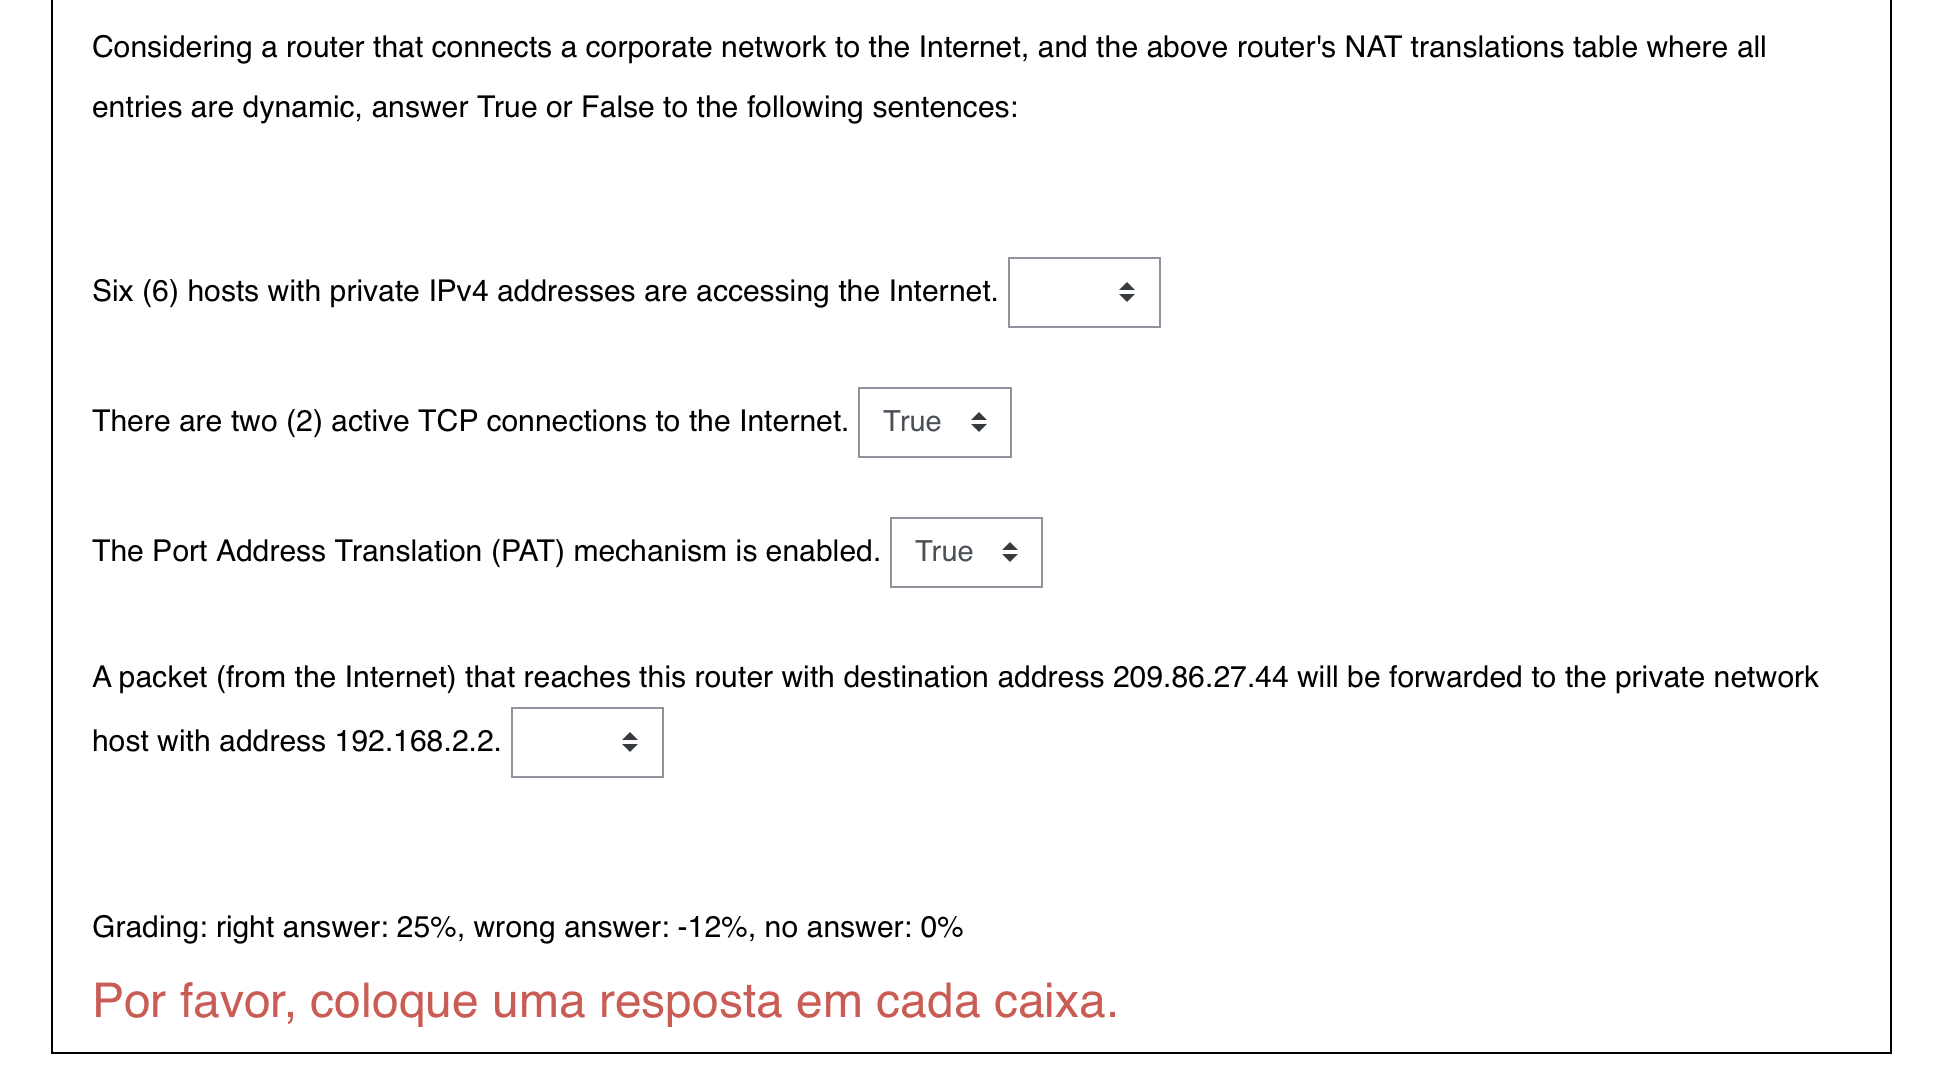 Considering a router that connects a corporate network to the Internet, and the above router's NAT translations table where all
entries are dynamic, answer True or False to the following sentences:
Six (6) hosts with private IPv4 addresses are accessing the Internet.
There are two (2) active TCP connections to the Internet. True
The Port Address Translation (PAT) mechanism is enabled. True
A packet (from the Internet) that reaches this router with destination address 209.86.27.44 will be forwarded to the private network
host with address 192.168.2.2.
Grading: right answer: 25%, wrong answer: -12%, no answer: 0%
Por favor, coloque uma resposta em cada caixa.